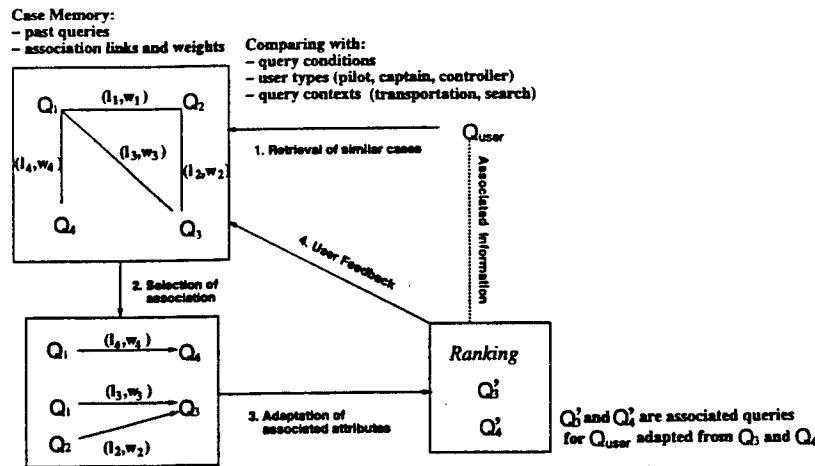 Case Memory:
– past queries
– association links and weights
Comparing with:
– query conditions
– user types (pilot, captain, controller)
– query contexts (transportation, search)
Q₁
(l₁,w₁)
Q₂
(l₄,w₄)
(l₃,w₃)
(l₂,w₂)
Q₄
Q₃
1. Retrieval of similar cases
Quser
Associated Information
4. User Feedback
2. Selection of
association
Q₁
(l₄,w₄)
Q₄
Q₁
(l₃,w₃)
Q₃
Q₂
(l₂,w₂)
3. Adaptation of
associated attributes
Ranking
Q₃’
Q₄’
Q₃’ and Q₄’ are associated queries
for Quser adapted from Q₃ and Q₄